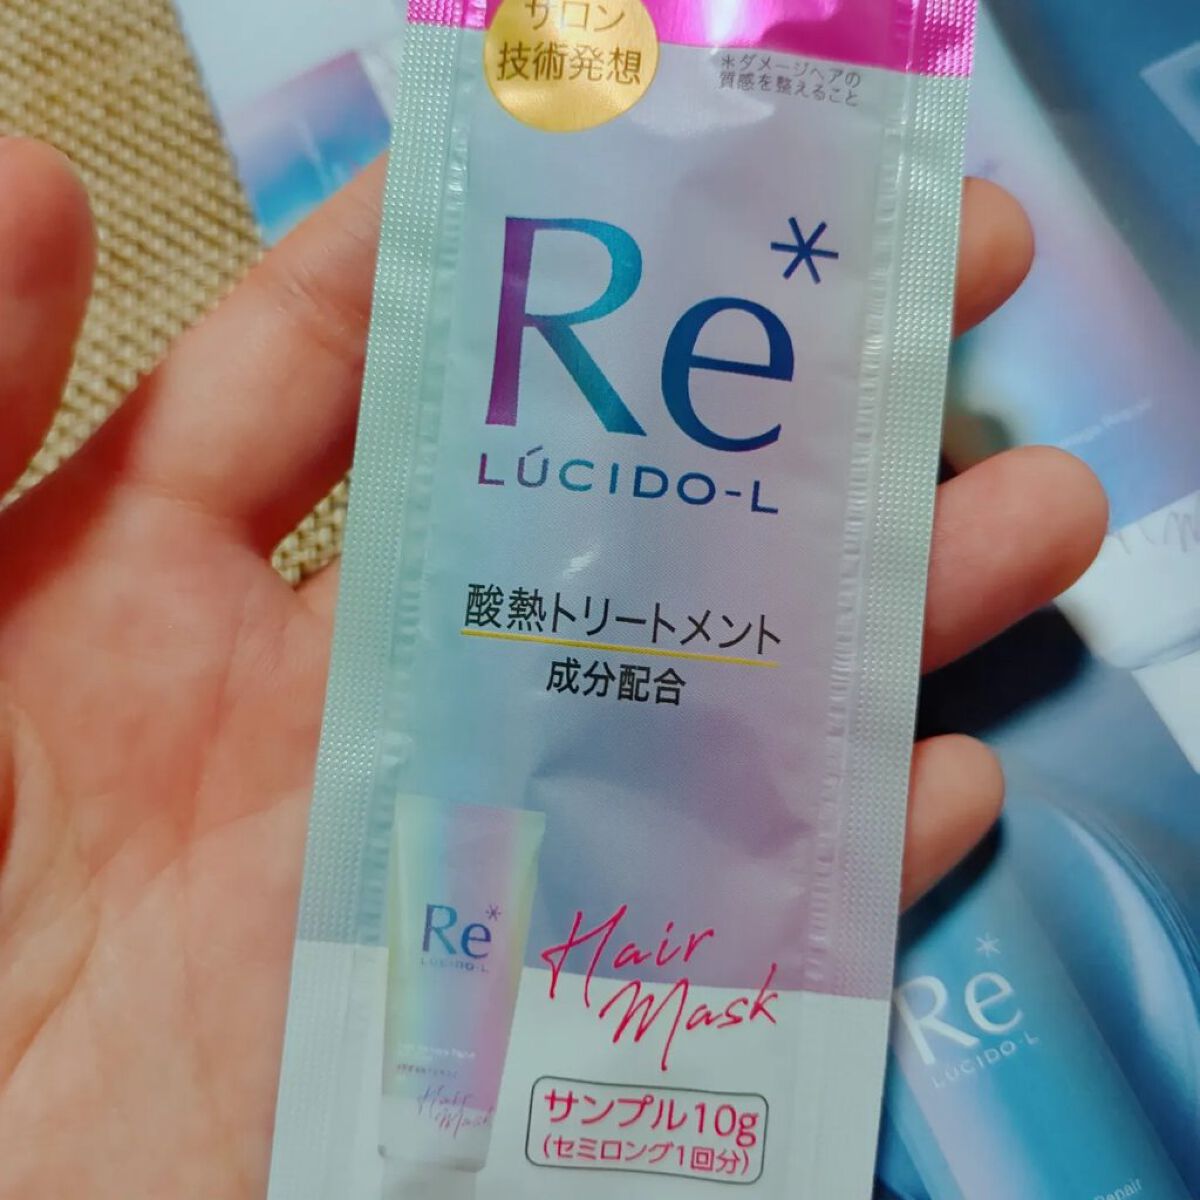 サロン
技術発想
*ダメージヘアの
質感を整えること
Re*
LÚCIDO-L
酸熱トリートメント
成分配合
Re*
LÚCIDO-L
Hair
Mask
Hair
Mask
サンプル10g
(セミロング1回分)
Re*
LÚCIDO-L
Repair